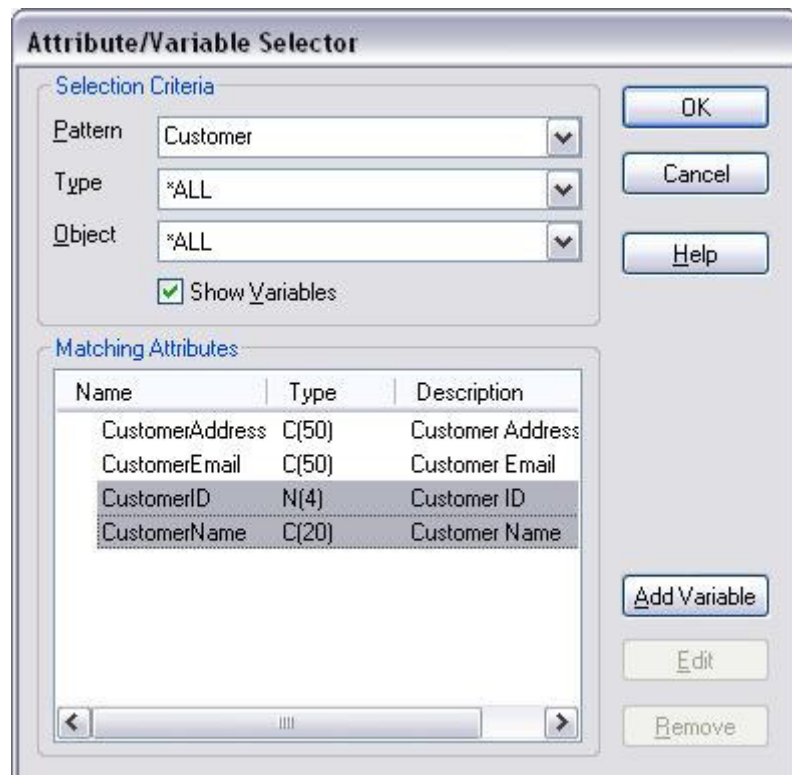 Attribute/Variable Selector
Selection Criteria
Pattern Customer
Type *ALL
Object *ALL
Show Variables
OK
Cancel
Help
Matching Attributes
Name Type Description
CustomerAddress C(50) Customer Address
CustomerEmail C(50) Customer Email
CustomerID N(4) Customer ID
CustomerName C(20) Customer Name
Add Variable
Edit
Remove